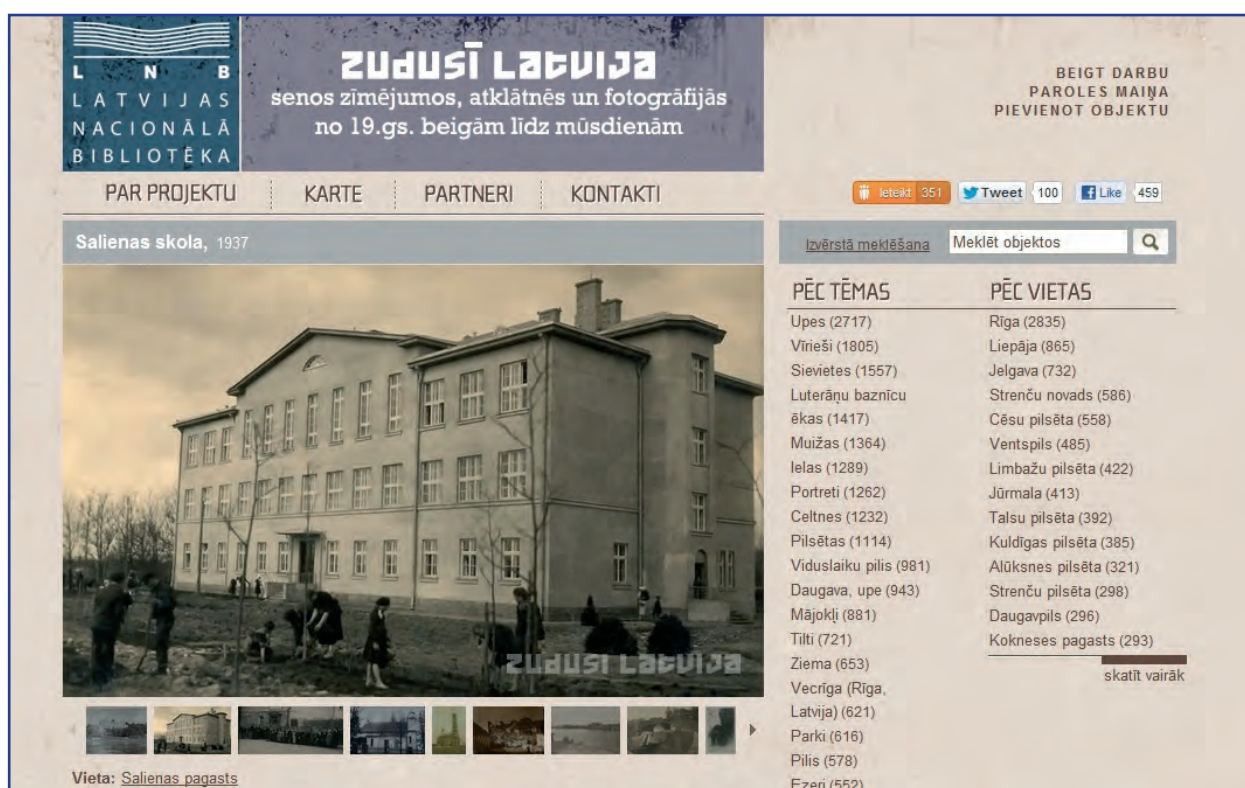 L N B
LATVIJAS
NACIONĀLĀ
BIBLIOTĒKA
zudusī Latvija
senos zīmējumos, atklātnēs un fotogrāfijās
no 19.gs. beigām līdz mūsdienām
BEIGT DARBU
PAROLES MAIŅA
PIEVIENOT OBJEKTU
PAR PROJEKTU
KARTE
PARTNERI
KONTAKTI
Ieteikt 351
Tweet 100
Like 459
Salienas skola, 1937
zudusī Latvija
Vieta: Salienas pagasts
Izvērstā meklēšana
Meklēt objektos
PĒC TĒMAS
Upes (2717)
Vīrieši (1805)
Sievietes (1557)
Luterāņu baznīcu
ēkas (1417)
Muižas (1364)
Ielas (1289)
Portreti (1262)
Celtnes (1232)
Pilsētas (1114)
Viduslaiku pilis (981)
Daugava, upe (943)
Mājokļi (881)
Tilti (721)
Ziema (653)
Vecrīga (Rīga,
Latvija) (621)
Parki (616)
Pilis (578)
Ezeri (552)
PĒC VIETAS
Rīga (2835)
Liepāja (865)
Jelgava (732)
Strenču novads (586)
Cēsu pilsēta (558)
Ventspils (485)
Limbažu pilsēta (422)
Jūrmala (413)
Talsu pilsēta (392)
Kuldīgas pilsēta (385)
Alūksnes pilsēta (321)
Strenču pilsēta (298)
Daugavpils (296)
Kokneses pagasts (293)
skatīt vairāk